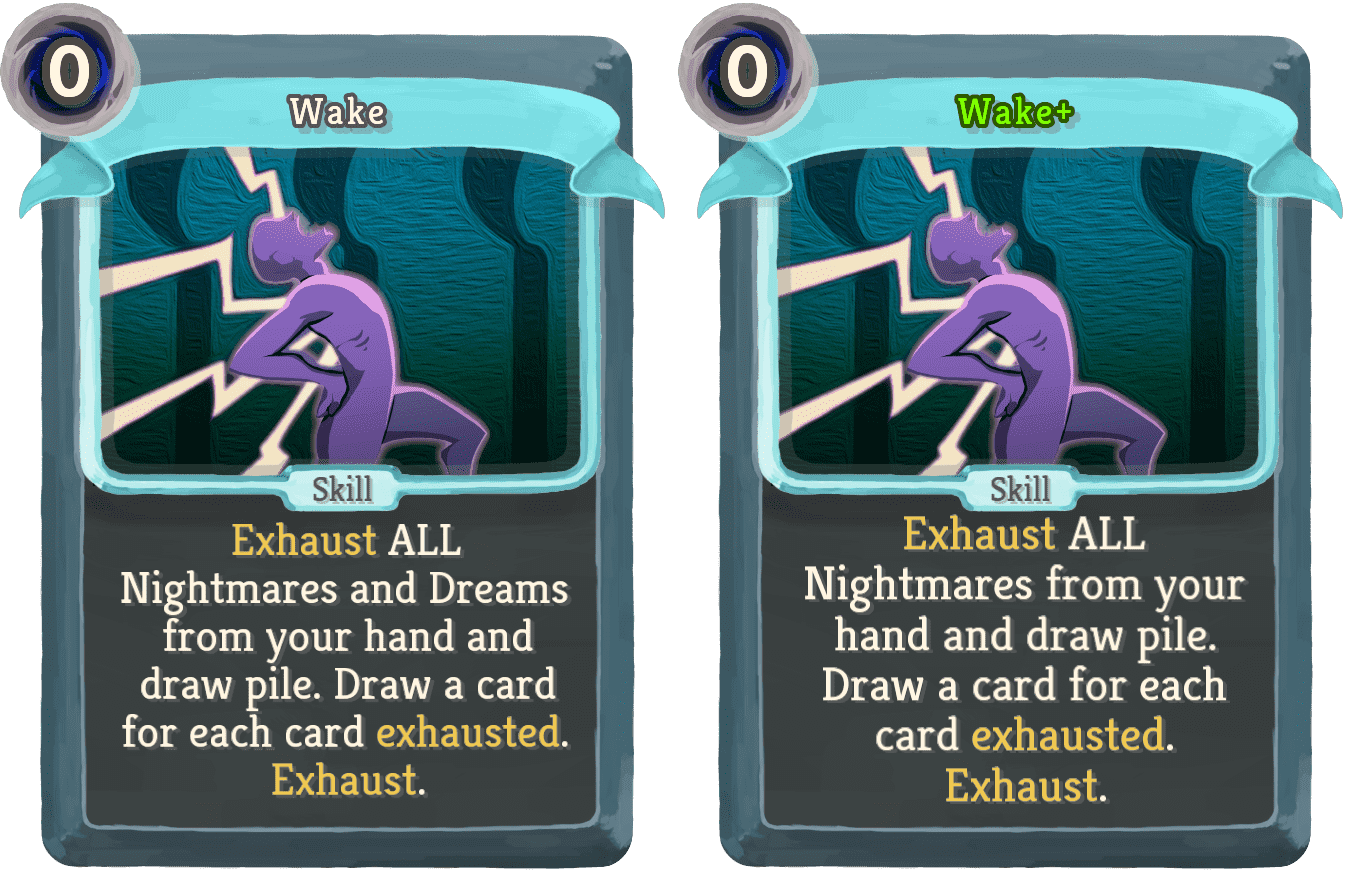 0
Wake
Skill
Exhaust ALL
Nightmares and Dreams
from your hand and
draw pile. Draw a card
for each card exhausted.
Exhaust.
0
Wake+
Skill
Exhaust ALL
Nightmares from your
hand and draw pile.
Draw a card for each
card exhausted.
Exhaust.